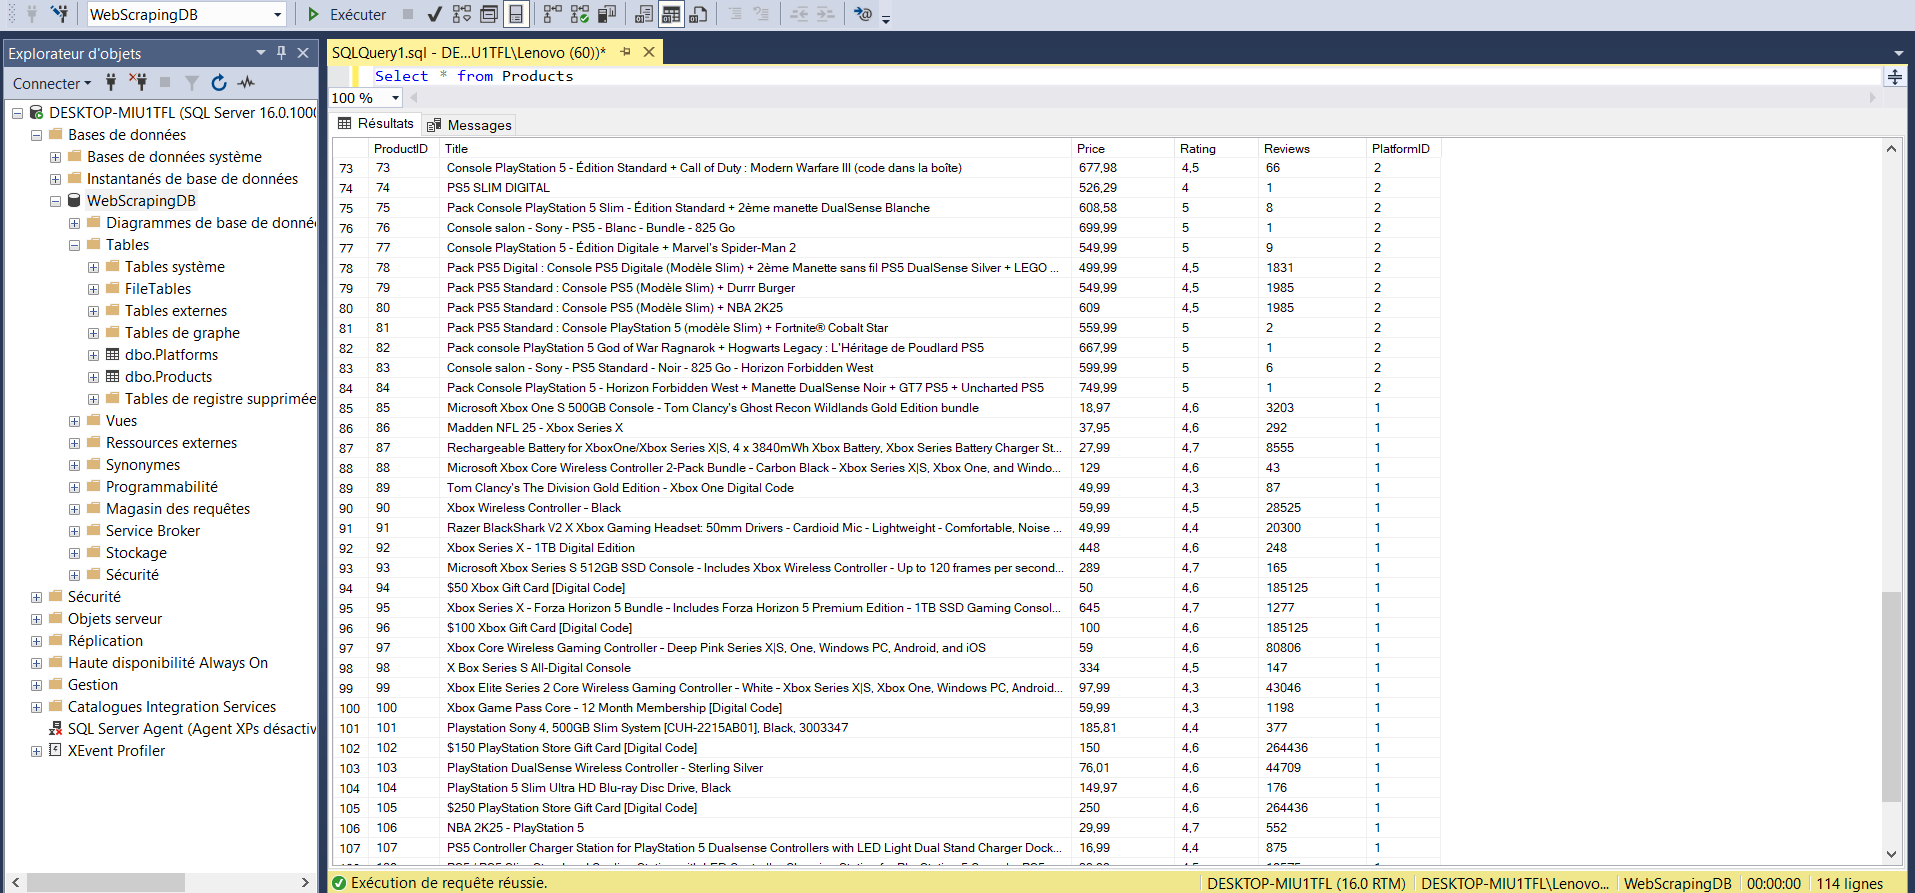 WebScrapingDB
Exécuter
Explorateur d'objets
Connecter
DESKTOP-MIU1TFL (SQL Server 16.0.1000
Bases de données
Bases de données système
Instantanés de base de données
WebScrapingDB
Diagrammes de base de donné
Tables
Tables système
FileTables
Tables externes
Tables de graphe
dbo.Platforms
dbo.Products
Tables de registre supprimée
Vues
Ressources externes
Synonymes
Programmabilité
Magasin des requêtes
Service Broker
Stockage
Sécurité
Sécurité
Objets serveur
Réplication
Haute disponibilité Always On
Gestion
Catalogues Integration Services
SQL Server Agent (Agent XPs désactiv
XEvent Profiler
SQLQuery1.sql - DE...U1TFL\Lenovo (60))*
Select * from Products
100 %
Résultats Messages
ProductID Title Price Rating Reviews PlatformID
73 73 Console PlayStation 5 - Édition Standard + Call of Duty : Modern Warfare III (code dans la boîte) 677,98 4,5 66 2
74 74 PS5 SLIM DIGITAL 526,29 4 1 2
75 75 Pack Console PlayStation 5 Slim - Édition Standard + 2ème manette DualSense Blanche 608,58 5 8 2
76 76 Console salon - Sony - PS5 - Blanc - Bundle - 825 Go 699,99 5 1 2
77 77 Console PlayStation 5 - Édition Digitale + Marvel's Spider-Man 2 549,99 5 9 2
78 78 Pack PS5 Digital : Console PS5 Digitale (Modèle Slim) + 2ème Manette sans fil PS5 DualSense Silver + LEGO ... 499,99 4,5 1831 2
79 79 Pack PS5 Standard : Console PS5 (Modèle Slim) + Durrr Burger 549,99 4,5 1985 2
80 80 Pack PS5 Standard : Console PS5 (Modèle Slim) + NBA 2K25 609 4,5 1985 2
81 81 Pack PS5 Standard : Console PlayStation 5 (modèle Slim) + Fortnite® Cobalt Star 559,99 5 2 2
82 82 Pack console PlayStation 5 God of War Ragnarok + Hogwarts Legacy : L'Héritage de Poudlard PS5 667,99 5 1 2
83 83 Console salon - Sony - PS5 Standard - Noir - 825 Go - Horizon Forbidden West 599,99 5 6 2
84 84 Pack Console PlayStation 5 - Horizon Forbidden West + Manette DualSense Noir + GT7 PS5 + Uncharted PS5 749,99 5 1 2
85 85 Microsoft Xbox One S 500GB Console - Tom Clancy's Ghost Recon Wildlands Gold Edition bundle 18,97 4,6 3203 1
86 86 Madden NFL 25 - Xbox Series X 37,95 4,6 292 1
87 87 Rechargeable Battery for XboxOne/Xbox Series X|S, 4 x 3840mWh Xbox Battery, Xbox Series Battery Charger St... 27,99 4,7 8555 1
88 88 Microsoft Xbox Core Wireless Controller 2-Pack Bundle - Carbon Black - Xbox Series X|S, Xbox One, and Windo... 129 4,6 43 1
89 89 Tom Clancy's The Division Gold Edition - Xbox One Digital Code 49,99 4,3 87 1
90 90 Xbox Wireless Controller – Black 59,99 4,5 28525 1
91 91 Razer BlackShark V2 X Xbox Gaming Headset: 50mm Drivers - Cardioid Mic - Lightweight - Comfortable, Noise ... 49,99 4,4 20300 1
92 92 Xbox Series X – 1TB Digital Edition 448 4,6 248 1
93 93 Microsoft Xbox Series S 512GB SSD Console - Includes Xbox Wireless Controller - Up to 120 frames per second... 289 4,7 165 1
94 94 $50 Xbox Gift Card [Digital Code] 50 4,6 185125 1
95 95 Xbox Series X – Forza Horizon 5 Bundle - Includes Forza Horizon 5 Premium Edition - 1TB SSD Gaming Consol... 645 4,7 1277 1
96 96 $100 Xbox Gift Card [Digital Code] 100 4,6 185125 1
97 97 Xbox Core Wireless Gaming Controller – Deep Pink Series X|S, One, Windows PC, Android, and iOS 59 4,6 80806 1
98 98 X Box Series S All-Digital Console 334 4,5 147 1
99 99 Xbox Elite Series 2 Core Wireless Gaming Controller – White – Xbox Series X|S, Xbox One, Windows PC, Android... 97,99 4,3 43046 1
100 100 Xbox Game Pass Core – 12 Month Membership [Digital Code] 59,99 4,3 1198 1
101 101 Playstation Sony 4, 500GB Slim System [CUH-2215AB01], Black, 3003347 185,81 4,4 377 1
102 102 $150 PlayStation Store Gift Card [Digital Code] 150 4,6 264436 1
103 103 PlayStation DualSense Wireless Controller – Sterling Silver 76,01 4,6 44709 1
104 104 PlayStation 5 Slim Ultra HD Blu-ray Disc Drive, Black 149,97 4,6 176 1
105 105 $250 PlayStation Store Gift Card [Digital Code] 250 4,6 264436 1
106 106 NBA 2K25 - PlayStation 5 29,99 4,7 552 1
107 107 PS5 Controller Charger Station for PlayStation 5 Dualsense Controllers with LED Light Dual Stand Charger Dock... 16,99 4,4 875 1
Exécution de requête réussie. DESKTOP-MIU1TFL (16.0 RTM) DESKTOP-MIU1TFL\Lenovo... WebScrapingDB 00:00:00 114 lignes